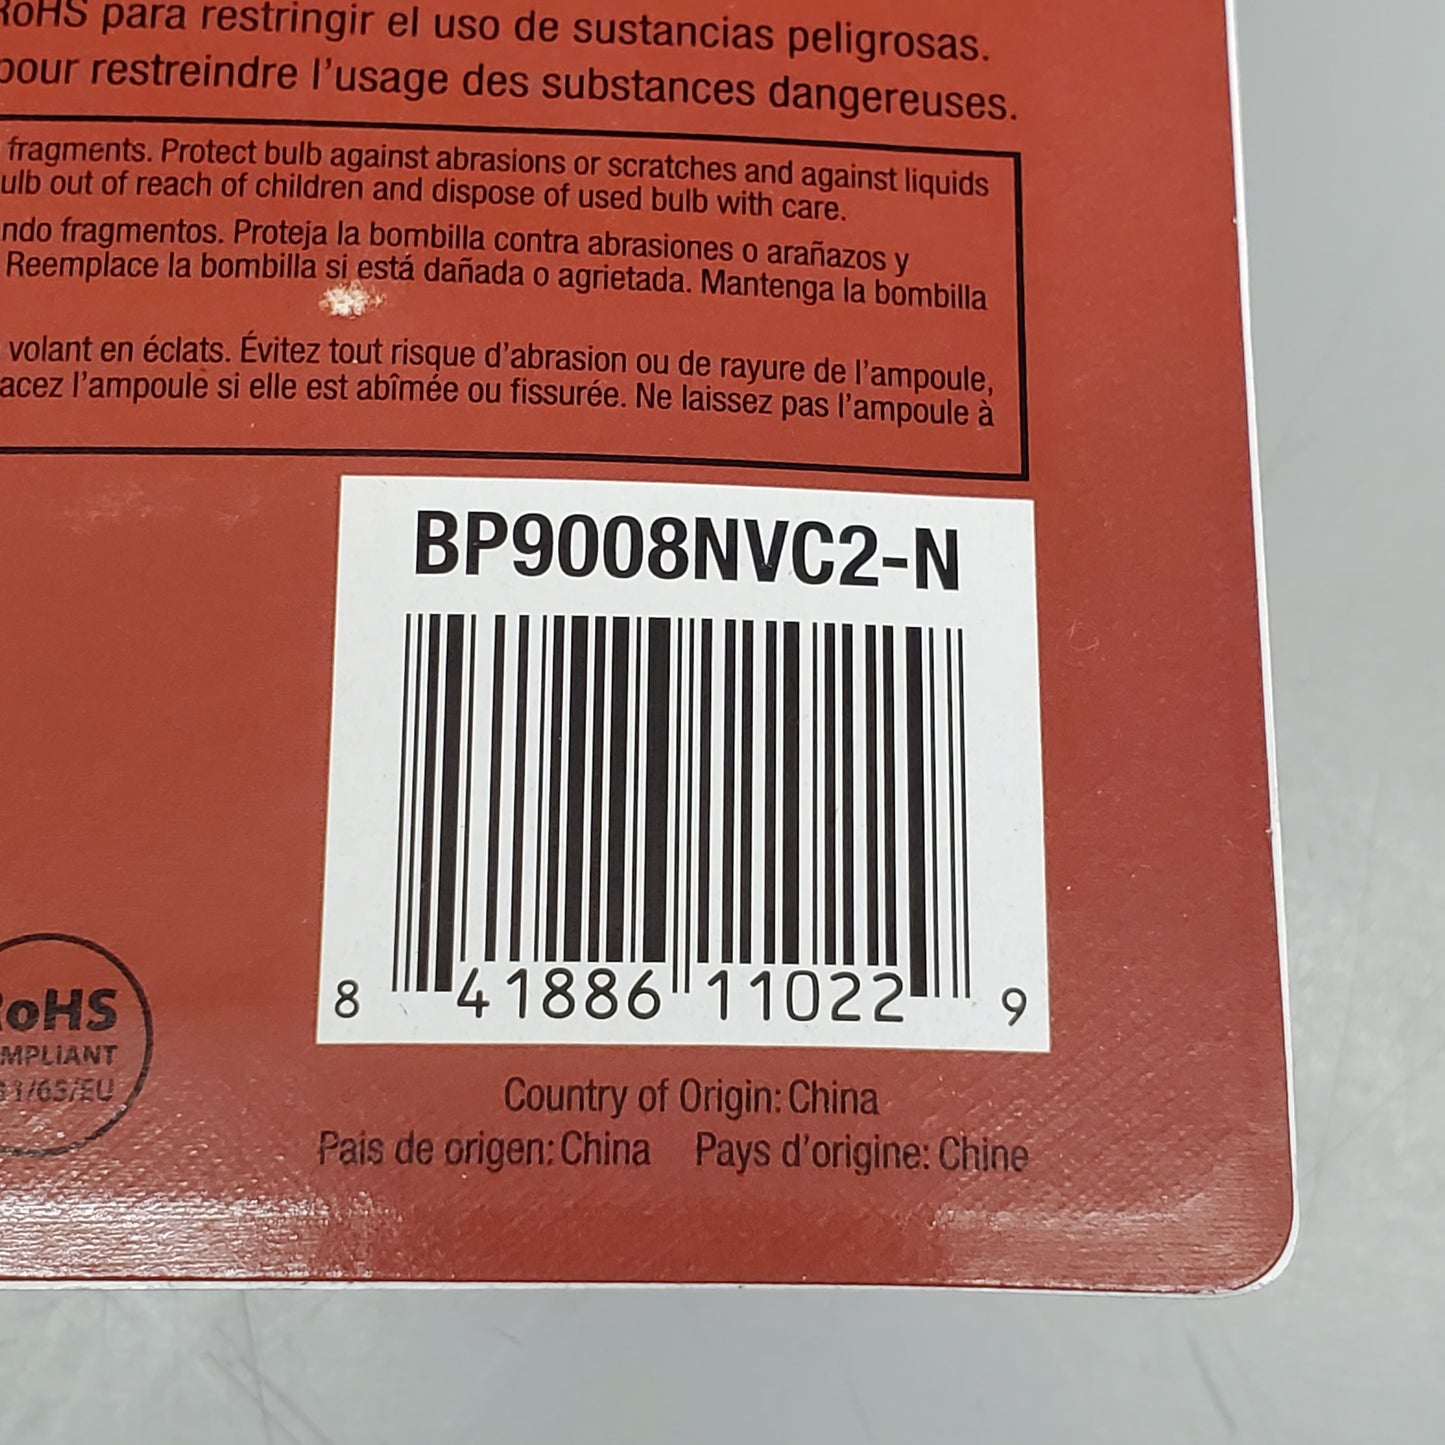 RoHS para restringir el uso de sustancias peligrosas.
pour restreindre l'usage des substances dangereuses.
fragments. Protect bulb against abrasions or scratches and against liquids
ulb out of reach of children and dispose of used bulb with care.
ndo fragmentos. Proteja la bombilla contra abrasiones o arañazos y
Reemplace la bombilla si está dañada o agrietada. Mantenga la bombilla
volant en éclats. Évitez tout risque d'abrasion ou de rayure de l'ampoule,
acez l'ampoule si elle est abîmée ou fissurée. Ne laissez pas l'ampoule à
BP9008NVC2-N
8 41886 11022 9
RoHS
MPLIANT
11/65/EU
Country of Origin: China
Pais de origen: China Pays d'origine: Chine